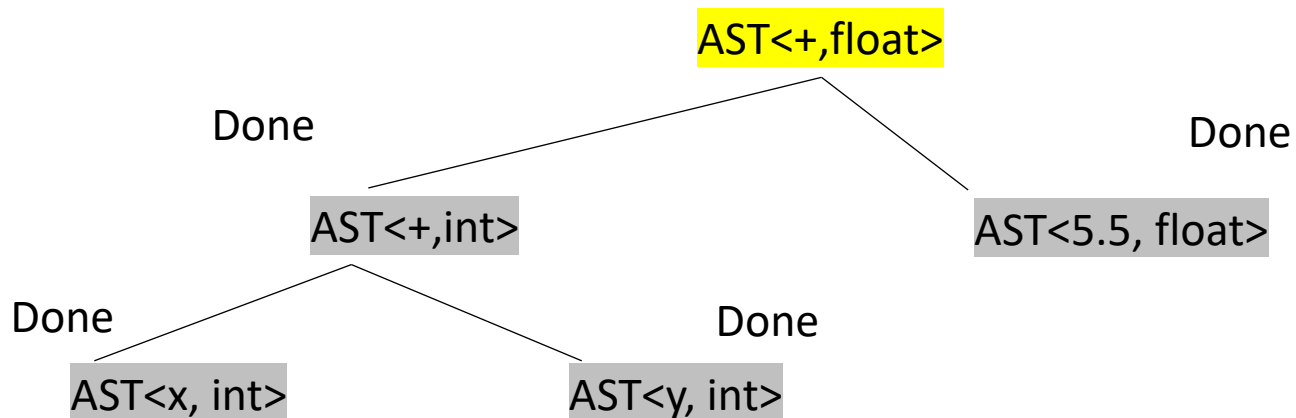 AST<+,float>
Done
Done
AST<+,int>
AST<5.5, float>
Done
Done
AST<x, int>
AST<y, int>